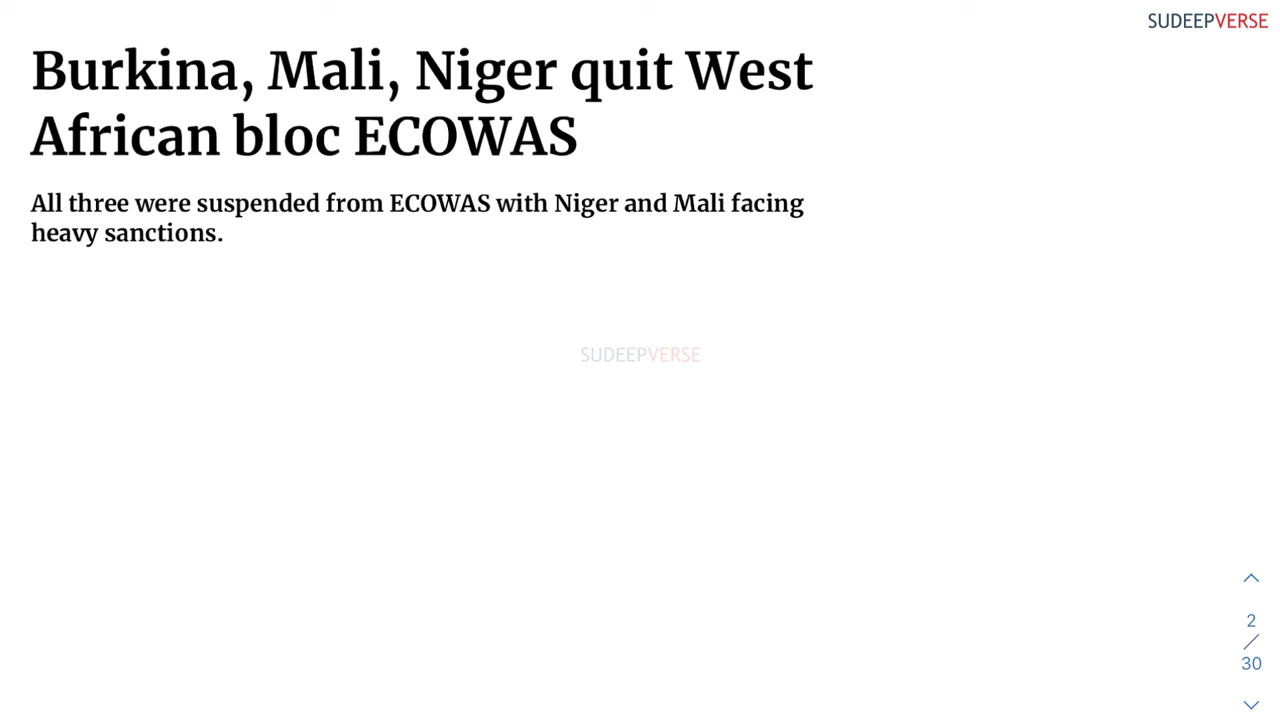 SUDEEPVERSE
Burkina, Mali, Niger quit West
African bloc ECOWAS
All three were suspended from ECOWAS with Niger and Mali facing
heavy sanctions.
SUDEEPVERSE
2
/
30